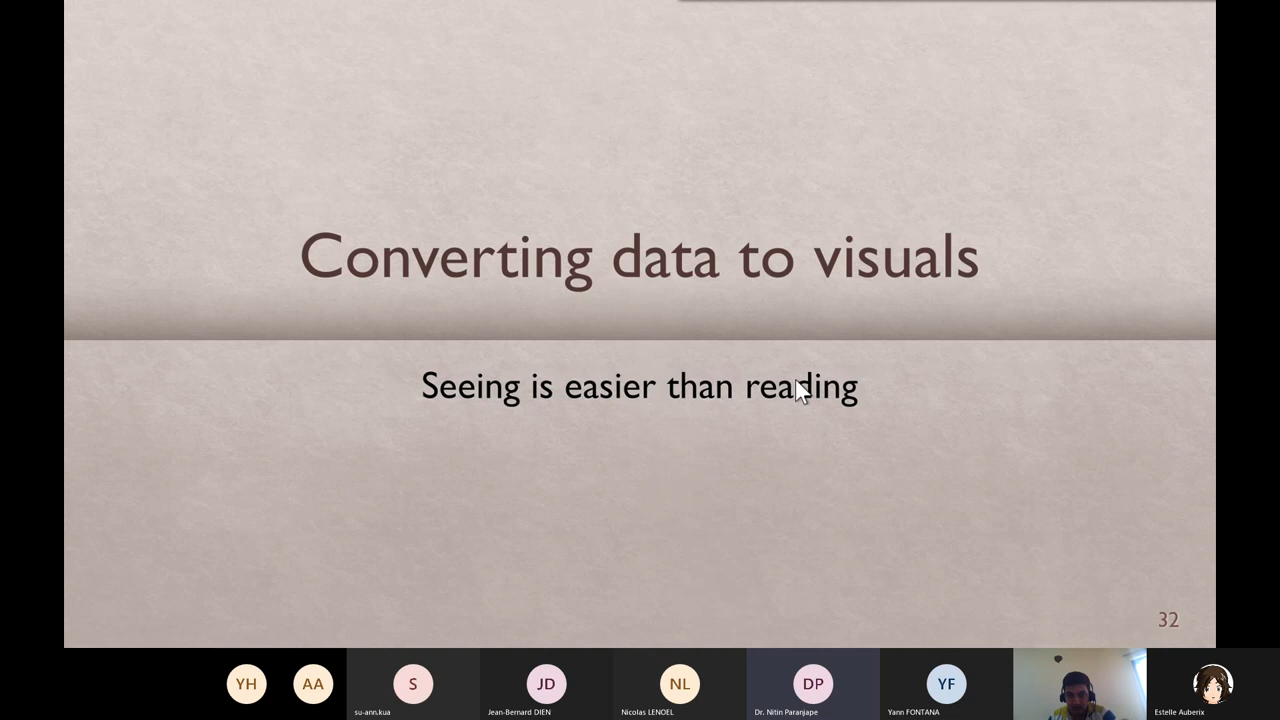 Converting data to visuals
Seeing is easier than reading
32
YH
AA
S
JD
NL
DP
YF
su-ann.kua
Jean-Bernard DIEN
Nicolas LENOEL
Dr. Nitin Paranjape
Yann FONTANA
Estelle Auberix